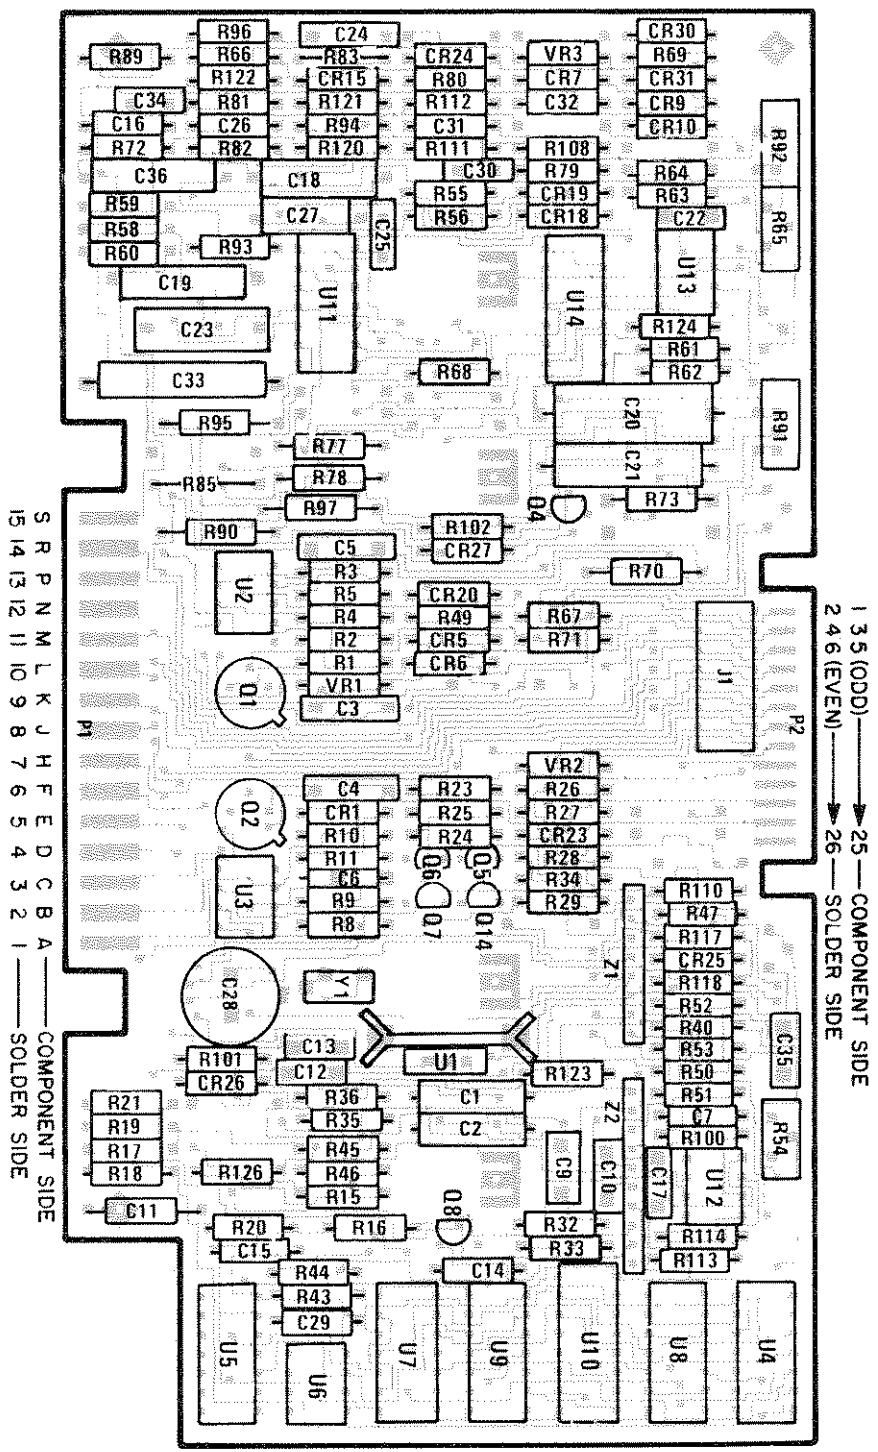 R96
R66
R122
R81
C26
R82
R89
C34
C16
R72
C36
R59
R58
R60
R93
C19
C23
C33
C24
R83
CR15
R121
R94
R120
C18
C27
C25
U11
CR24
R80
R112
C31
R111
C30
R55
R56
R68
VR3
CR7
C32
R108
R79
CR19
CR18
U14
CR30
R69
CR31
CR9
CR10
R64
R63
C22
U13
R124
R61
R62
R92
R65
C20
C21
R91
R95
R77
R78
R85
R97
R90
R73
Q4
R102
CR27
R70
C5
R3
R5
R4
R2
R1
VR1
C3
U2
Q1
CR20
R49
CR5
CR6
R67
R71
J1
P1
P2
S R P N M L K J H F E D C B A — COMPONENT SIDE
15 14 13 12 11 10 9 8 7 6 5 4 3 2 1 — SOLDER SIDE
1 3 5 (ODD) 25 — COMPONENT SIDE
2 4 6 (EVEN) 26 — SOLDER SIDE
Q2
U3
C4
CR1
R10
R11
C6
R9
R8
R23
R25
R24
Q6
Q5
Q7
Q14
VR2
R26
R27
CR23
R28
R34
R29
Z1
R110
R47
R117
CR25
R118
R52
R40
R53
R50
R51
C7
R100
C35
R54
C28
Y1
C13
C12
U1
R101
CR26
R36
R35
C1
C2
R123
Z2
R21
R19
R17
R18
R126
R45
R46
R15
C9
C10
C17
U12
C11
R20
C15
R16
Q8
R32
R33
R114
R113
R44
R43
C29
C14
U5
U6
U7
U9
U10
U8
U4